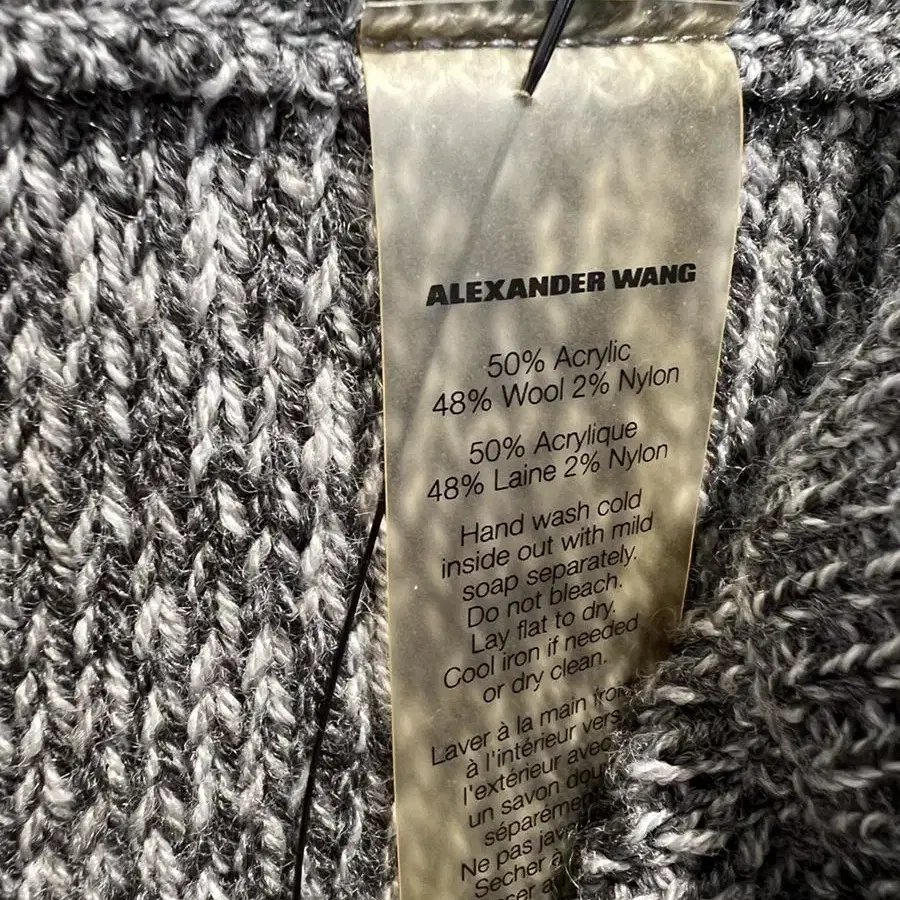 ALEXANDER WANG
50% Acrylic
48% Wool 2% Nylon
50% Acrylique
48% Laine 2% Nylon
Hand wash cold
inside out with mild
soap separately.
Do not bleach.
Lay flat to dry.
Cool iron if needed
or dry clean.
Laver à la main
à l'intérieur vers
l'extérieur avec
un savon
Ne pas
Sécher